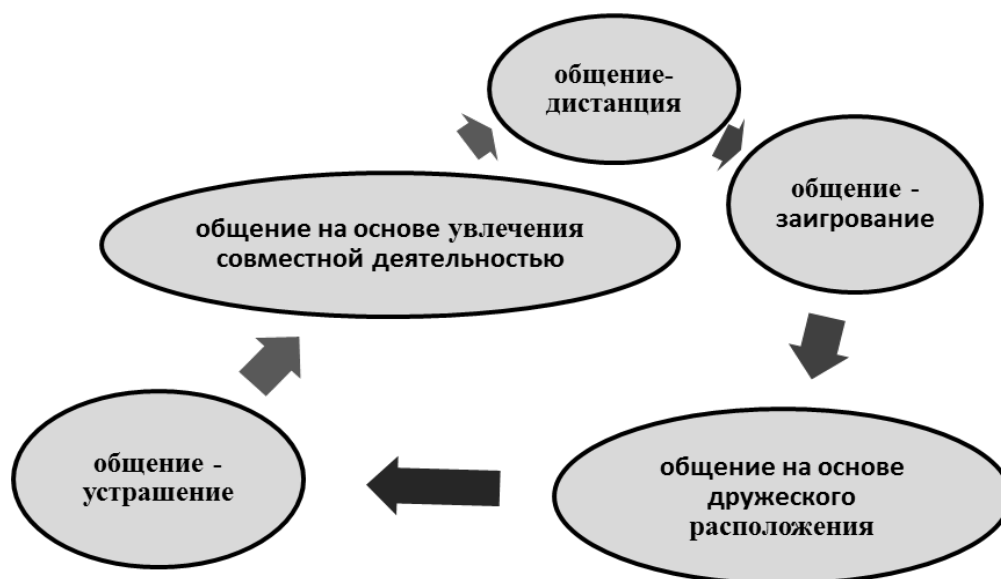 общение-
дистанция
общение -
заигрование
общение на основе увлечения
совместной деятельностью
общение -
устрашение
общение на основе
дружеского
расположения